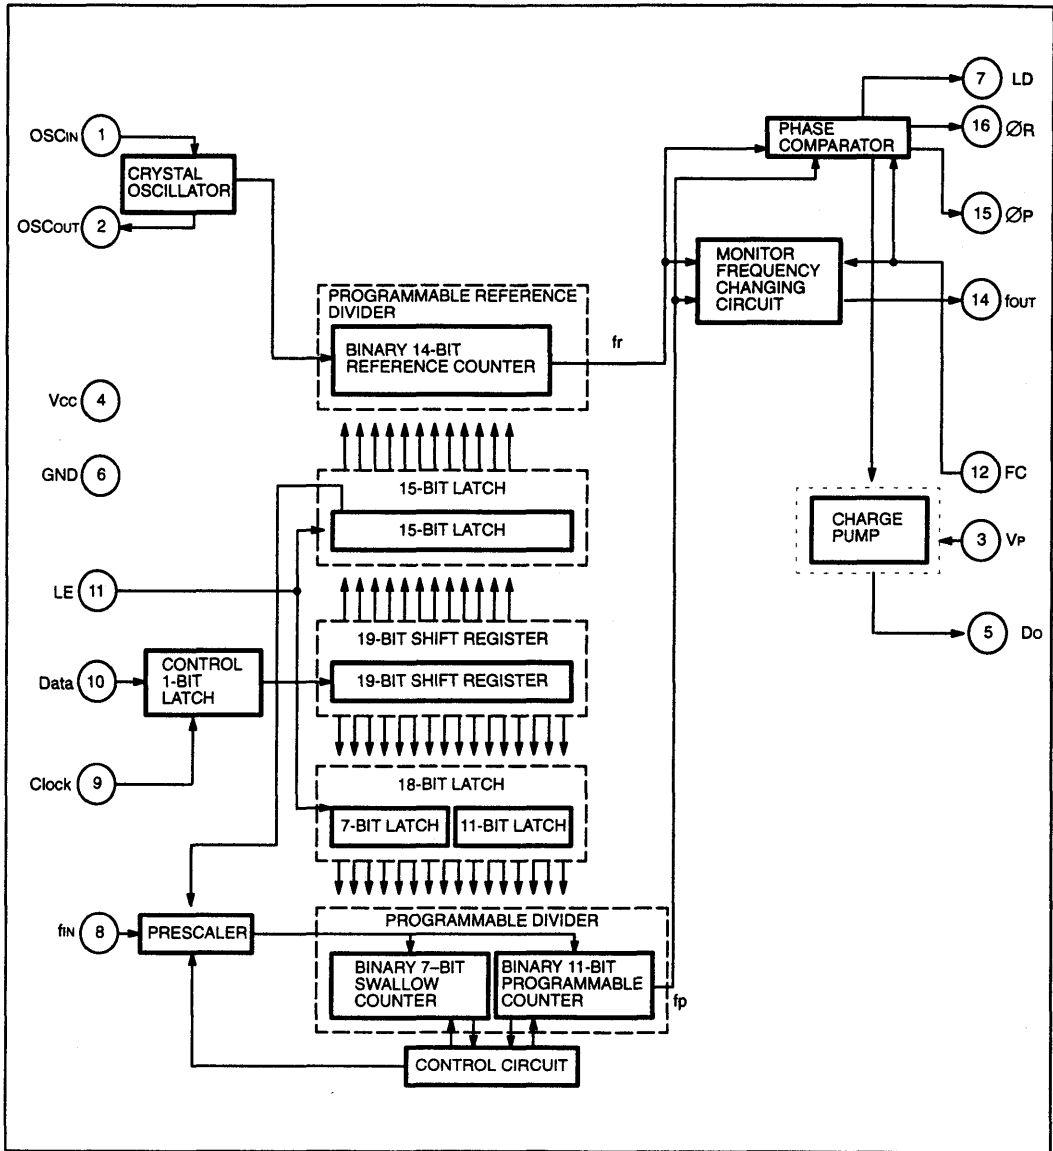 7 LD
PHASE
COMPARATOR
16 ØR
OSCIN 1
CRYSTAL
OSCILLATOR
OSCOUT 2
15 ØP
MONITOR
FREQUENCY
CHANGING
CIRCUIT
14 fOUT
PROGRAMMABLE REFERENCE
DIVIDER
BINARY 14-BIT
REFERENCE COUNTER
fr
Vcc 4
GND 6
15-BIT LATCH
15-BIT LATCH
12 FC
CHARGE
PUMP
3 VP
LE 11
19-BIT SHIFT REGISTER
19-BIT SHIFT REGISTER
5 Do
Data 10
CONTROL
1-BIT
LATCH
Clock 9
18-BIT LATCH
7-BIT LATCH
11-BIT LATCH
fIN 8
PRESCALER
PROGRAMMABLE DIVIDER
BINARY 7–BIT
SWALLOW
COUNTER
BINARY 11-BIT
PROGRAMMABLE
COUNTER
fp
CONTROL CIRCUIT